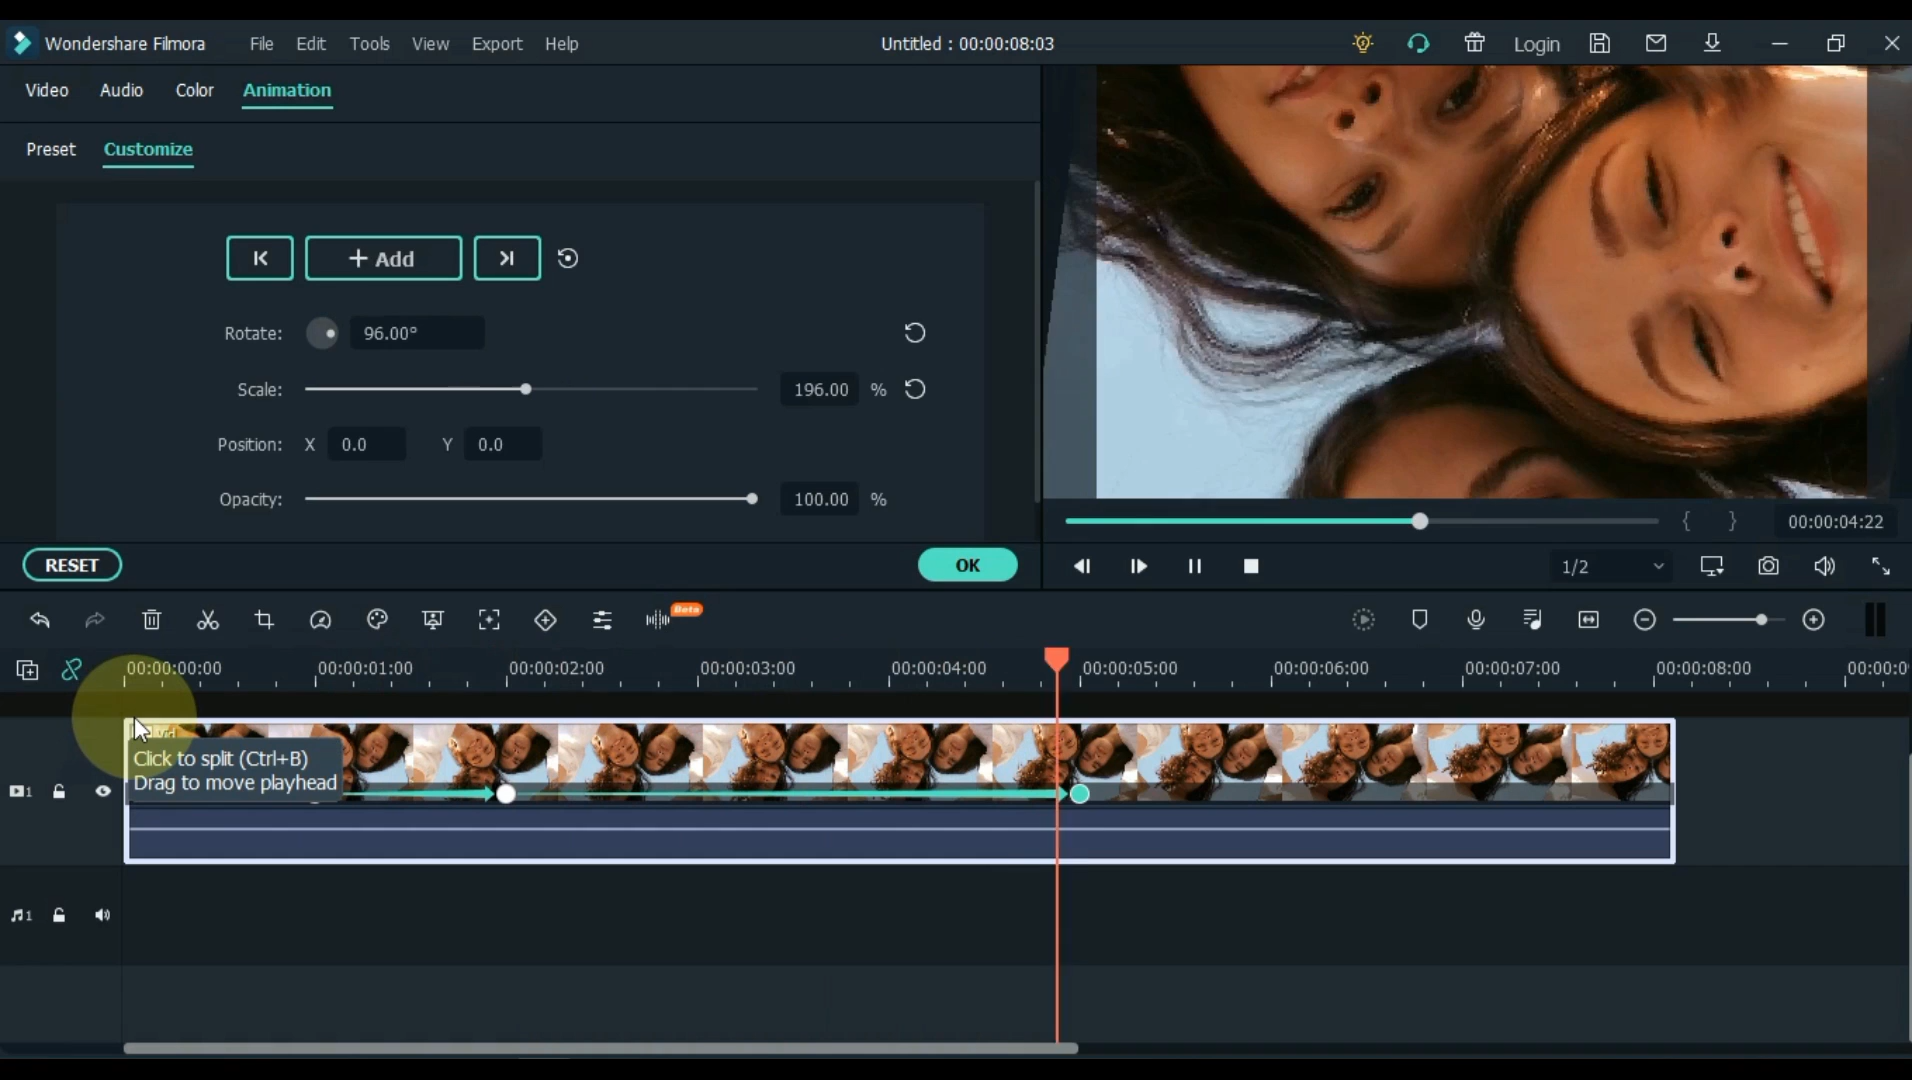 Wondershare Filmora File Edit Tools View Export Help Untitled : 00:00:08:03 Login
Video Audio Color Animation
Preset Customize
+ Add
Rotate: 96.00°
Scale: 196.00 %
Position: X 0.0 Y 0.0
Opacity: 100.00 %
{ } 00:00:04:22
RESET OK 1/2
Beta
00:00:00:00 00:00:01:00 00:00:02:00 00:00:03:00 00:00:04:00 00:00:05:00 00:00:06:00 00:00:07:00 00:00:08:00 00:00:0
Click to split (Ctrl+B)
Drag to move playhead
1
1